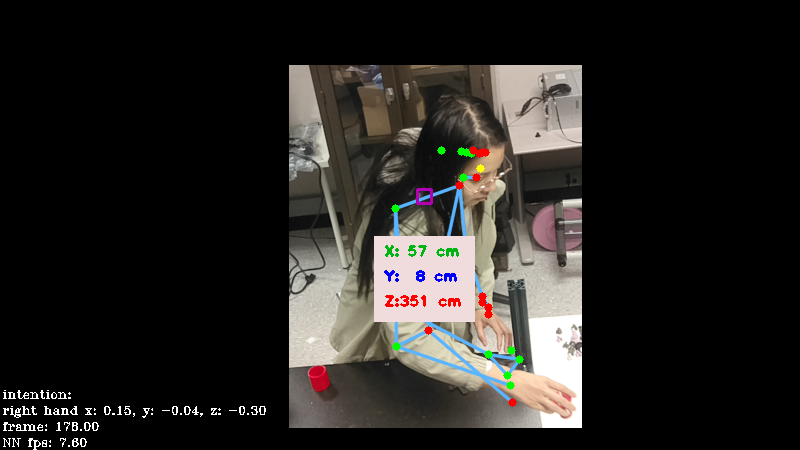 X: 57 cm
Y: 8 cm
Z:351 cm
intention:
right hand x: 0.15, y: -0.04, z: -0.30
frame: 178.00
NN fps: 7.60